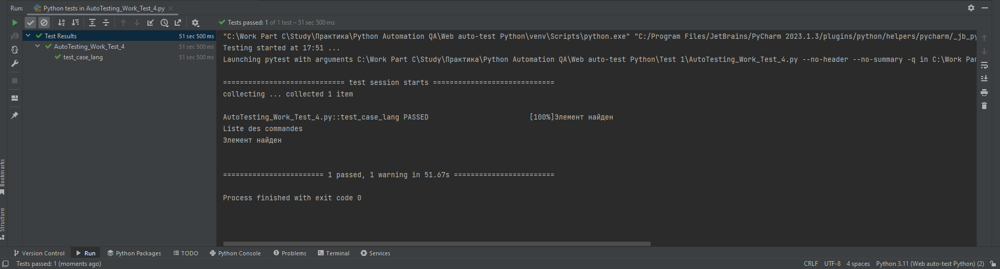 Run: Python tests in AutoTesting_Work_Test_4.py
Tests passed: 1 of 1 test – 51 sec 500 ms
Test Results 51 sec 500 ms
AutoTesting_Work_Test_4 51 sec 500 ms
test_case_lang 51 sec 500 ms
"C:\Work Part C\Study\Практика\Python Automation QA\Web auto-test Python\venv\Scripts\python.exe" "C:/Program Files/JetBrains/PyCharm 2023.1.3/plugins/python/helpers/pycharm/_jb_py
Testing started at 17:51 ...
Launching pytest with arguments C:\Work Part C\Study\Практика\Python Automation QA\Web auto-test Python\Test 1\AutoTesting_Work_Test_4.py --no-header --no-summary -q in C:\Work Par
============================= test session starts =============================
collecting ... collected 1 item
AutoTesting_Work_Test_4.py::test_case_lang PASSED [100%]Элемент найден
Liste des commandes
Элемент найден
======================== 1 passed, 1 warning in 51.67s ========================
Process finished with exit code 0
Bookmarks
Structure
Version Control Run Python Packages TODO Python Console Problems Terminal Services
Tests passed: 1 (moments ago) CRLF UTF-8 4 spaces Python 3.11 (Web auto-test Python) (2)